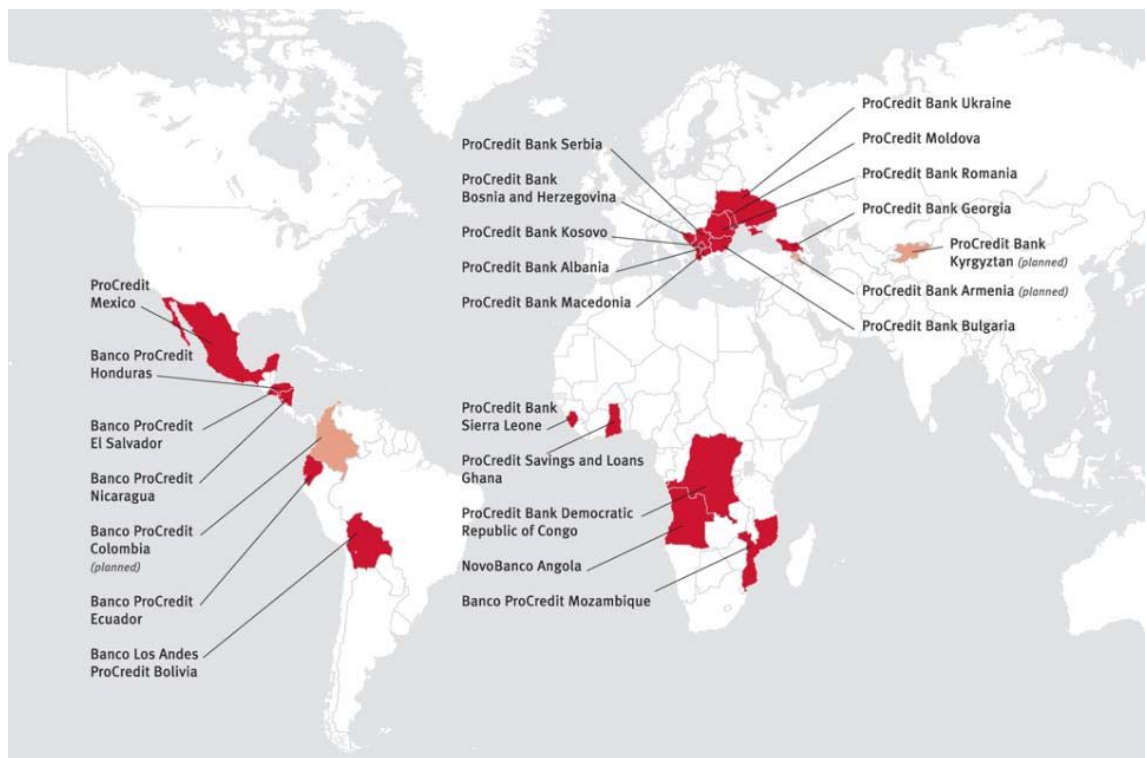 ProCredit
Mexico
Banco ProCredit
Honduras
Banco ProCredit
El Salvador
Banco ProCredit
Nicaragua
Banco ProCredit
Colombia
(planned)
Banco ProCredit
Ecuador
Banco Los Andes
ProCredit Bolivia
ProCredit Bank Serbia
ProCredit Bank
Bosnia and Herzegovina
ProCredit Bank Kosovo
ProCredit Bank Albania
ProCredit Bank Macedonia
ProCredit Bank
Sierra Leone
ProCredit Savings and Loans
Ghana
ProCredit Bank Democratic
Republic of Congo
NovoBanco Angola
Banco ProCredit Mozambique
ProCredit Bank Ukraine
ProCredit Moldova
ProCredit Bank Romania
ProCredit Bank Georgia
ProCredit Bank
Kyrgyztan (planned)
ProCredit Bank Armenia (planned)
ProCredit Bank Bulgaria